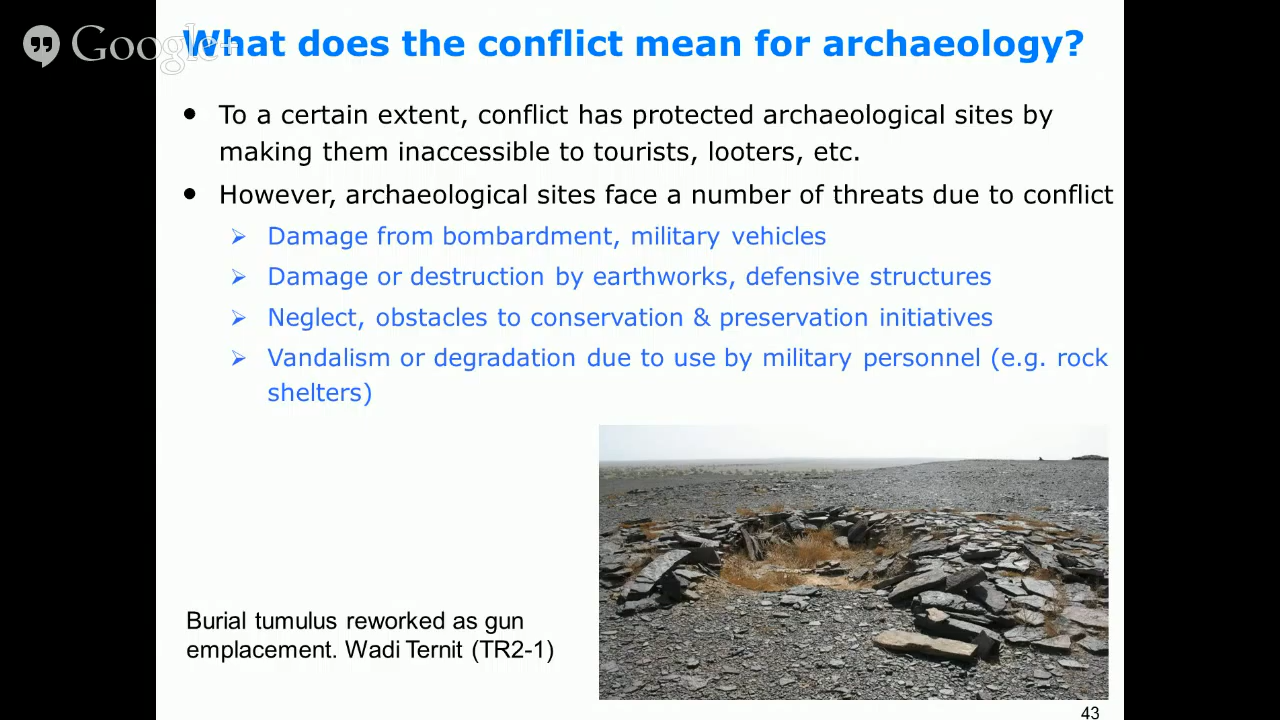 Google+
What does the conflict mean for archaeology?
• To a certain extent, conflict has protected archaeological sites by
making them inaccessible to tourists, looters, etc.
• However, archaeological sites face a number of threats due to conflict
➢ Damage from bombardment, military vehicles
➢ Damage or destruction by earthworks, defensive structures
➢ Neglect, obstacles to conservation & preservation initiatives
➢ Vandalism or degradation due to use by military personnel (e.g. rock
shelters)
Burial tumulus reworked as gun
emplacement. Wadi Ternit (TR2-1)
43